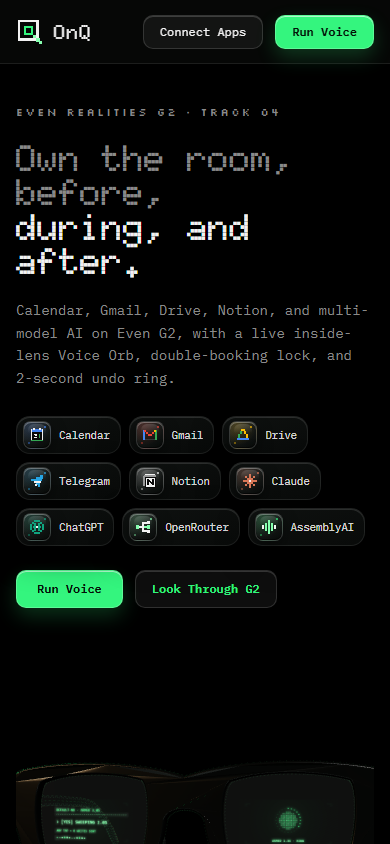 OnQ
Connect Apps
Run Voice
EVEN REALITIES G2 · TRACK 04
Own the room,
before,
during, and
after.
Calendar, Gmail, Drive, Notion, and multi-
model AI on Even G2, with a live inside-
lens Voice Orb, double-booking lock, and
2-second undo ring.
Calendar
Gmail
Drive
Telegram
Notion
Claude
ChatGPT
OpenRouter
AssemblyAI
Run Voice
Look Through G2